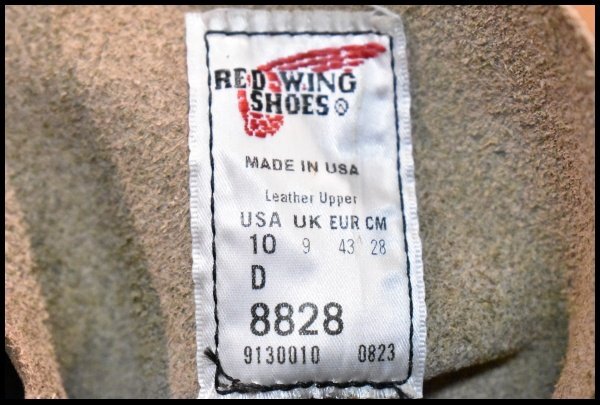 RED WING
SHOES®
MADE IN USA
Leather Upper
USA UK EUR CM
10 9 43 28
D
8828
9130010 0823